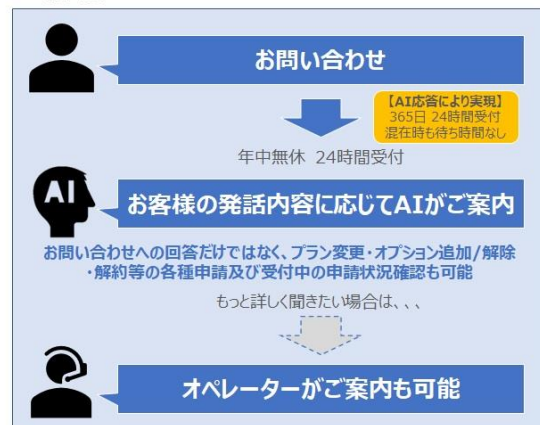 お問い合わせ
【AI応答により実現】
365日 24時間受付
混在時も待ち時間なし
年中無休 24時間受付
AI
お客様の発話内容に応じてAIがご案内
お問い合わせへの回答だけではなく、プラン変更・オプション追加/解除
・解約等の各種申請及び受付中の申請状況確認も可能
もっと詳しく聞きたい場合は、、、
オペレーターがご案内も可能